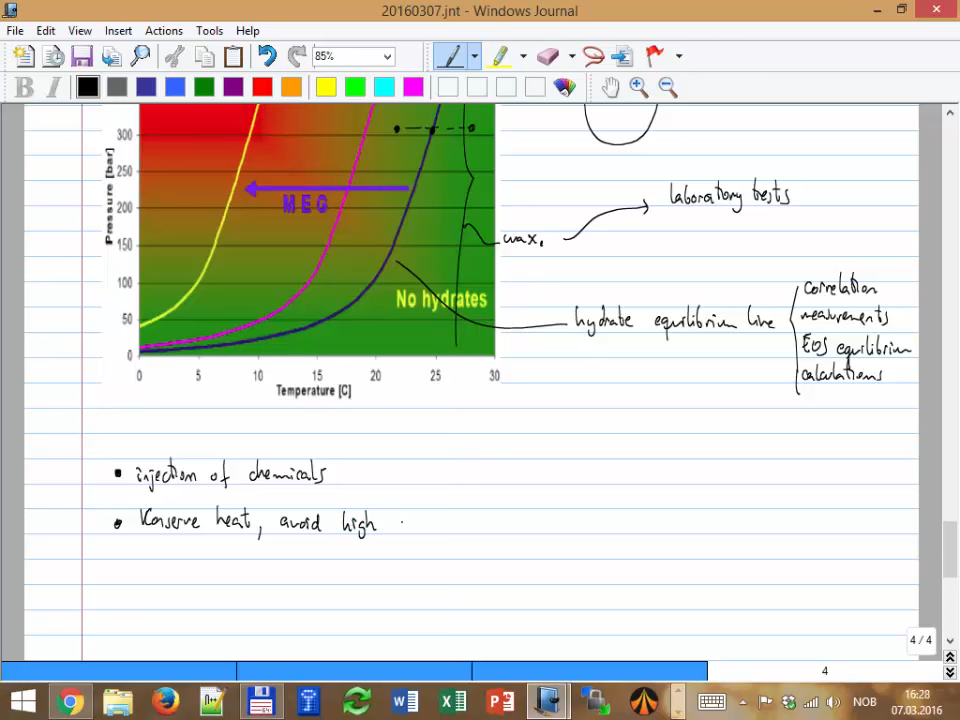 20160307.jnt - Windows Journal
File Edit View Insert Actions Tools Help
85%
B I
300
250
200
150
100
50
0
Pressure [bar]
MEG
No hydrates
0 5 10 15 20 25 30
Temperature [C]
wax.
laboratory tests
hydrate equilibrium line
correlation
measurements
EOS equilibrium
calculations
• injection of chemicals
• Konserve heat, avoid high
4 / 4
4
NOB
16:28
07.03.2016